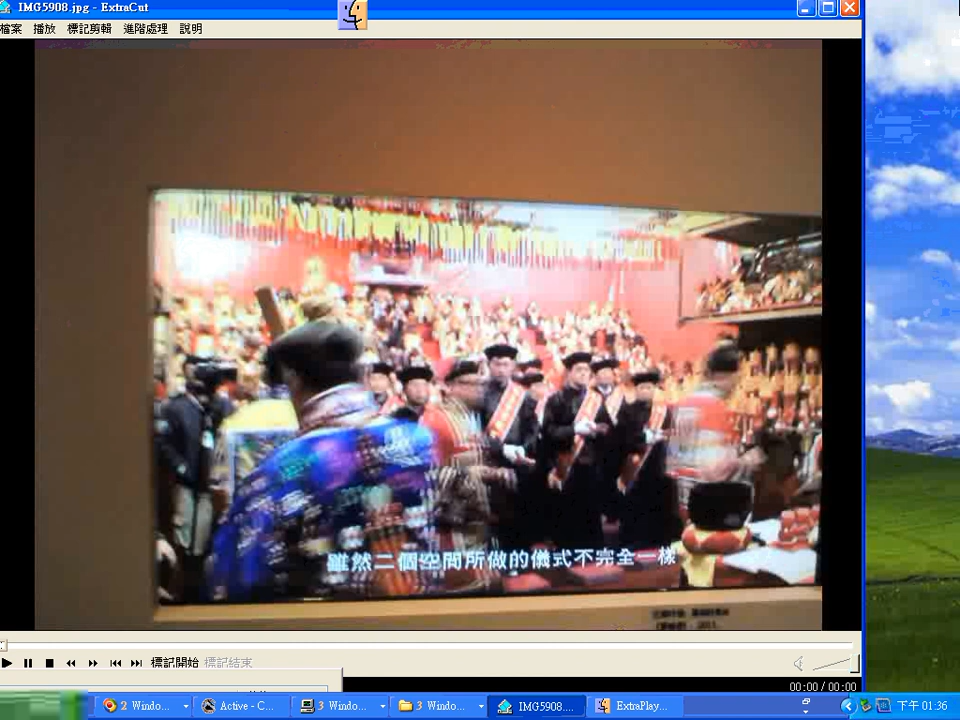 IMG5908.jpg - ExtraCut
檔案 播放 標記剪輯 進階處理 說明
雖然二個空間所做的儀式不完全一樣
標記開始 標記結束
00:00 / 00:00
2 Windo... Active - C... 3 Windo... 3 Windo... IMG5908.... ExtraPlay... 下午 01:36